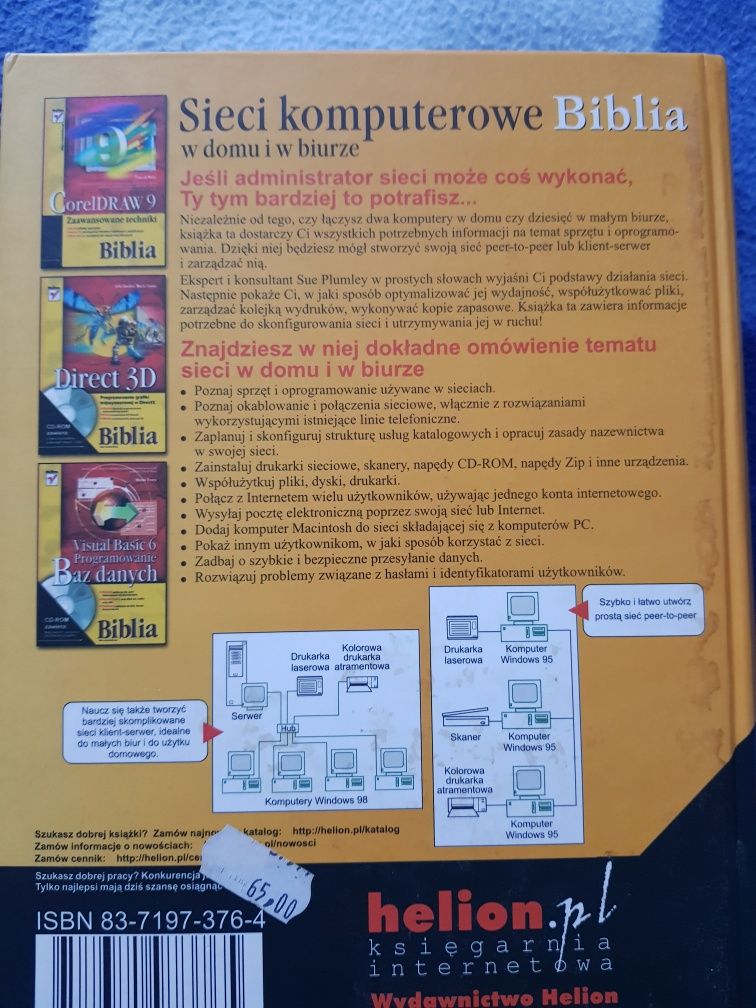 Sieci komputerowe Biblia
w domu i w biurze
Jeśli administrator sieci może coś wykonać,
Ty tym bardziej to potrafisz...
Niezależnie od tego, czy łączysz dwa komputery w domu czy dziesięć w małym biurze,
książka ta dostarczy Ci wszystkich potrzebnych informacji na temat sprzętu i oprogramo-
wania. Dzięki niej będziesz mógł stworzyć swoją sieć peer-to-peer lub klient-serwer
i zarządzać nią.
Ekspert i konsultant Sue Plumley w prostych słowach wyjaśni Ci podstawy działania sieci.
Następnie pokaże Ci, w jaki sposób optymalizować jej wydajność, współużytkować pliki,
zarządzać kolejką wydruków, wykonywać kopie zapasowe. Książka ta zawiera informacje
potrzebne do skonfigurowania sieci i utrzymywania jej w ruchu!
Znajdziesz w niej dokładne omówienie tematu
sieci w domu i w biurze
• Poznaj sprzęt i oprogramowanie używane w sieciach.
• Poznaj okablowanie i połączenia sieciowe, włącznie z rozwiązaniami
wykorzystującymi istniejące linie telefoniczne.
• Zaplanuj i skonfiguruj strukturę usług katalogowych i opracuj zasady nazewnictwa
w swojej sieci.
• Zainstaluj drukarki sieciowe, skanery, napędy CD-ROM, napędy Zip i inne urządzenia.
• Współużytkuj pliki, dyski, drukarki.
• Połącz z Internetem wielu użytkowników, używając jednego konta internetowego.
• Wysyłaj pocztę elektroniczną poprzez swoją sieć lub Internet.
• Dodaj komputer Macintosh do sieci składającej się z komputerów PC.
• Pokaż innym użytkownikom, w jaki sposób korzystać z sieci.
• Zadbaj o szybkie i bezpieczne przesyłanie danych.
• Rozwiązuj problemy związane z hasłami i identyfikatorami użytkowników.
9
CorelDRAW 9
Zaawansowane techniki
Biblia
Direct 3D
CD-ROM
Biblia
Visual Basic 6
Programowanie
Baz danych
CD-ROM
Biblia
Naucz się także tworzyć
bardziej skomplikowane
sieci klient-serwer, idealne
do małych biur i do użytku
domowego.
Serwer
Drukarka
laserowa
Kolorowa
drukarka
atramentowa
Hub
Komputery Windows 98
Szybko i łatwo utwórz
prostą sieć peer-to-peer
Drukarka
laserowa
Komputer
Windows 95
Skaner
Komputer
Windows 95
Kolorowa
drukarka
atramentowa
Komputer
Windows 95
Szukasz dobrej książki? Zamów katalog: http://helion.pl/katalog
Zamów informacje o nowościach: ol/nowosci
Zamów cennik: http://helion.pl/ce
Szukasz dobrej pracy? Konkurencja
Tylko najlepsi mają dziś szansę osiągnąć
65,00
ISBN 83-7197-376-4
helion.pl
księgarnia
internetowa
Wydawnictwo Helion